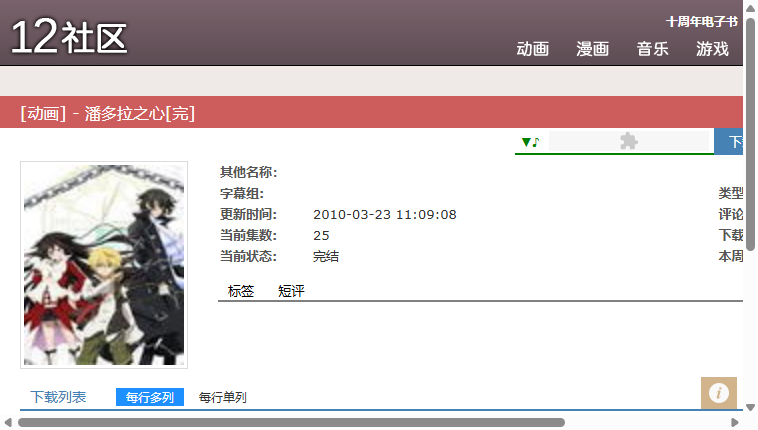 12社区
十周年电子书
动画 漫画 音乐 游戏
[动画] - 潘多拉之心[完]
▼♪
其他名称:
字幕组: 类型
更新时间: 2010-03-23 11:09:08 评论
当前集数: 25 下载
当前状态: 完结 本周
标签 短评
下载列表 每行多列 每行单列